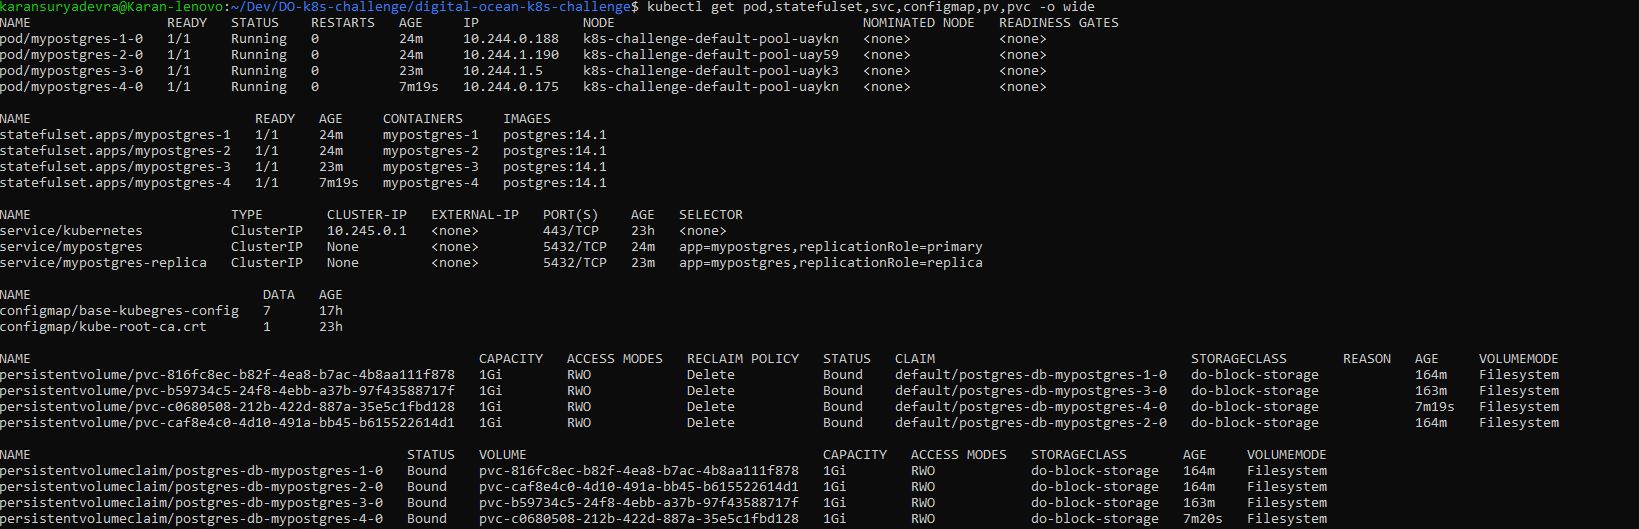 karansuryadevra@Karan-lenovo:~/Dev/DO-k8s-challenge/digital-ocean-k8s-challenge$ kubectl get pod,statefulset,svc,configmap,pv,pvc -o wide
NAME READY STATUS RESTARTS AGE IP NODE NOMINATED NODE READINESS GATES
pod/mypostgres-1-0 1/1 Running 0 24m 10.244.0.188 k8s-challenge-default-pool-uaykn <none> <none>
pod/mypostgres-2-0 1/1 Running 0 24m 10.244.1.190 k8s-challenge-default-pool-uay59 <none> <none>
pod/mypostgres-3-0 1/1 Running 0 23m 10.244.1.5 k8s-challenge-default-pool-uayk3 <none> <none>
pod/mypostgres-4-0 1/1 Running 0 7m19s 10.244.0.175 k8s-challenge-default-pool-uaykn <none> <none>
NAME READY AGE CONTAINERS IMAGES
statefulset.apps/mypostgres-1 1/1 24m mypostgres-1 postgres:14.1
statefulset.apps/mypostgres-2 1/1 24m mypostgres-2 postgres:14.1
statefulset.apps/mypostgres-3 1/1 23m mypostgres-3 postgres:14.1
statefulset.apps/mypostgres-4 1/1 7m19s mypostgres-4 postgres:14.1
NAME TYPE CLUSTER-IP EXTERNAL-IP PORT(S) AGE SELECTOR
service/kubernetes ClusterIP 10.245.0.1 <none> 443/TCP 23h <none>
service/mypostgres ClusterIP None <none> 5432/TCP 24m app=mypostgres,replicationRole=primary
service/mypostgres-replica ClusterIP None <none> 5432/TCP 23m app=mypostgres,replicationRole=replica
NAME DATA AGE
configmap/base-kubegres-config 7 17h
configmap/kube-root-ca.crt 1 23h
NAME CAPACITY ACCESS MODES RECLAIM POLICY STATUS CLAIM STORAGECLASS REASON AGE VOLUMEMODE
persistentvolume/pvc-816fc8ec-b82f-4ea8-b7ac-4b8aa111f878 1Gi RWO Delete Bound default/postgres-db-mypostgres-1-0 do-block-storage 164m Filesystem
persistentvolume/pvc-b59734c5-24f8-4ebb-a37b-97f43588717f 1Gi RWO Delete Bound default/postgres-db-mypostgres-3-0 do-block-storage 163m Filesystem
persistentvolume/pvc-c0680508-212b-422d-887a-35e5c1fbd128 1Gi RWO Delete Bound default/postgres-db-mypostgres-4-0 do-block-storage 7m19s Filesystem
persistentvolume/pvc-caf8e4c0-4d10-491a-bb45-b615522614d1 1Gi RWO Delete Bound default/postgres-db-mypostgres-2-0 do-block-storage 164m Filesystem
NAME STATUS VOLUME CAPACITY ACCESS MODES STORAGECLASS AGE VOLUMEMODE
persistentvolumeclaim/postgres-db-mypostgres-1-0 Bound pvc-816fc8ec-b82f-4ea8-b7ac-4b8aa111f878 1Gi RWO do-block-storage 164m Filesystem
persistentvolumeclaim/postgres-db-mypostgres-2-0 Bound pvc-caf8e4c0-4d10-491a-bb45-b615522614d1 1Gi RWO do-block-storage 164m Filesystem
persistentvolumeclaim/postgres-db-mypostgres-3-0 Bound pvc-b59734c5-24f8-4ebb-a37b-97f43588717f 1Gi RWO do-block-storage 163m Filesystem
persistentvolumeclaim/postgres-db-mypostgres-4-0 Bound pvc-c0680508-212b-422d-887a-35e5c1fbd128 1Gi RWO do-block-storage 7m20s Filesystem